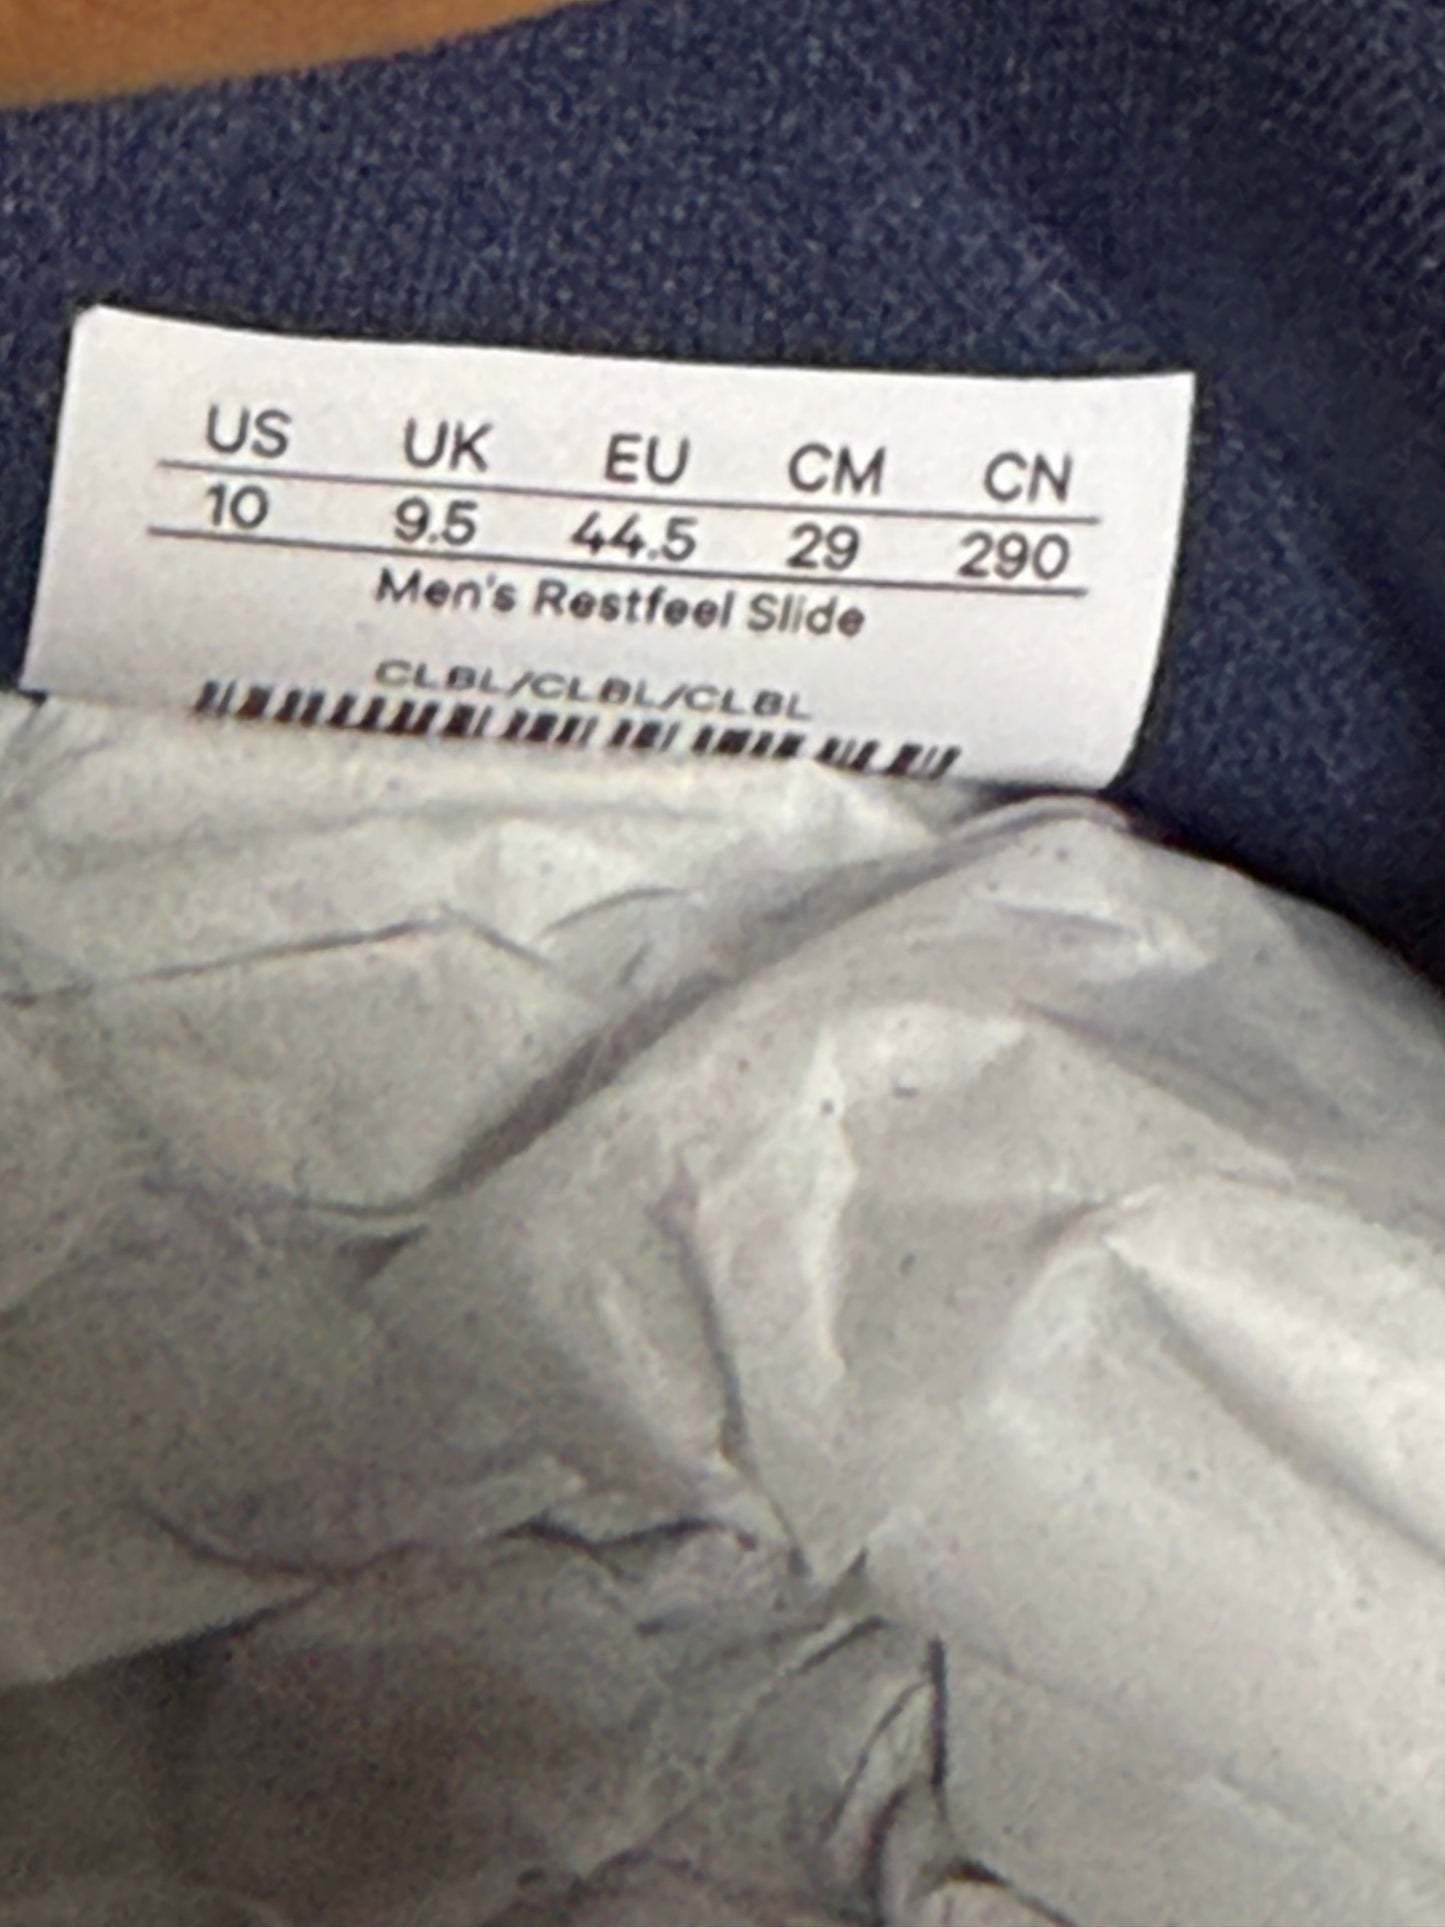 US UK EU CM CN
10 9.5 44.5 29 290
Men's Restfeel Slide
CLBL/CLBL/CLBL